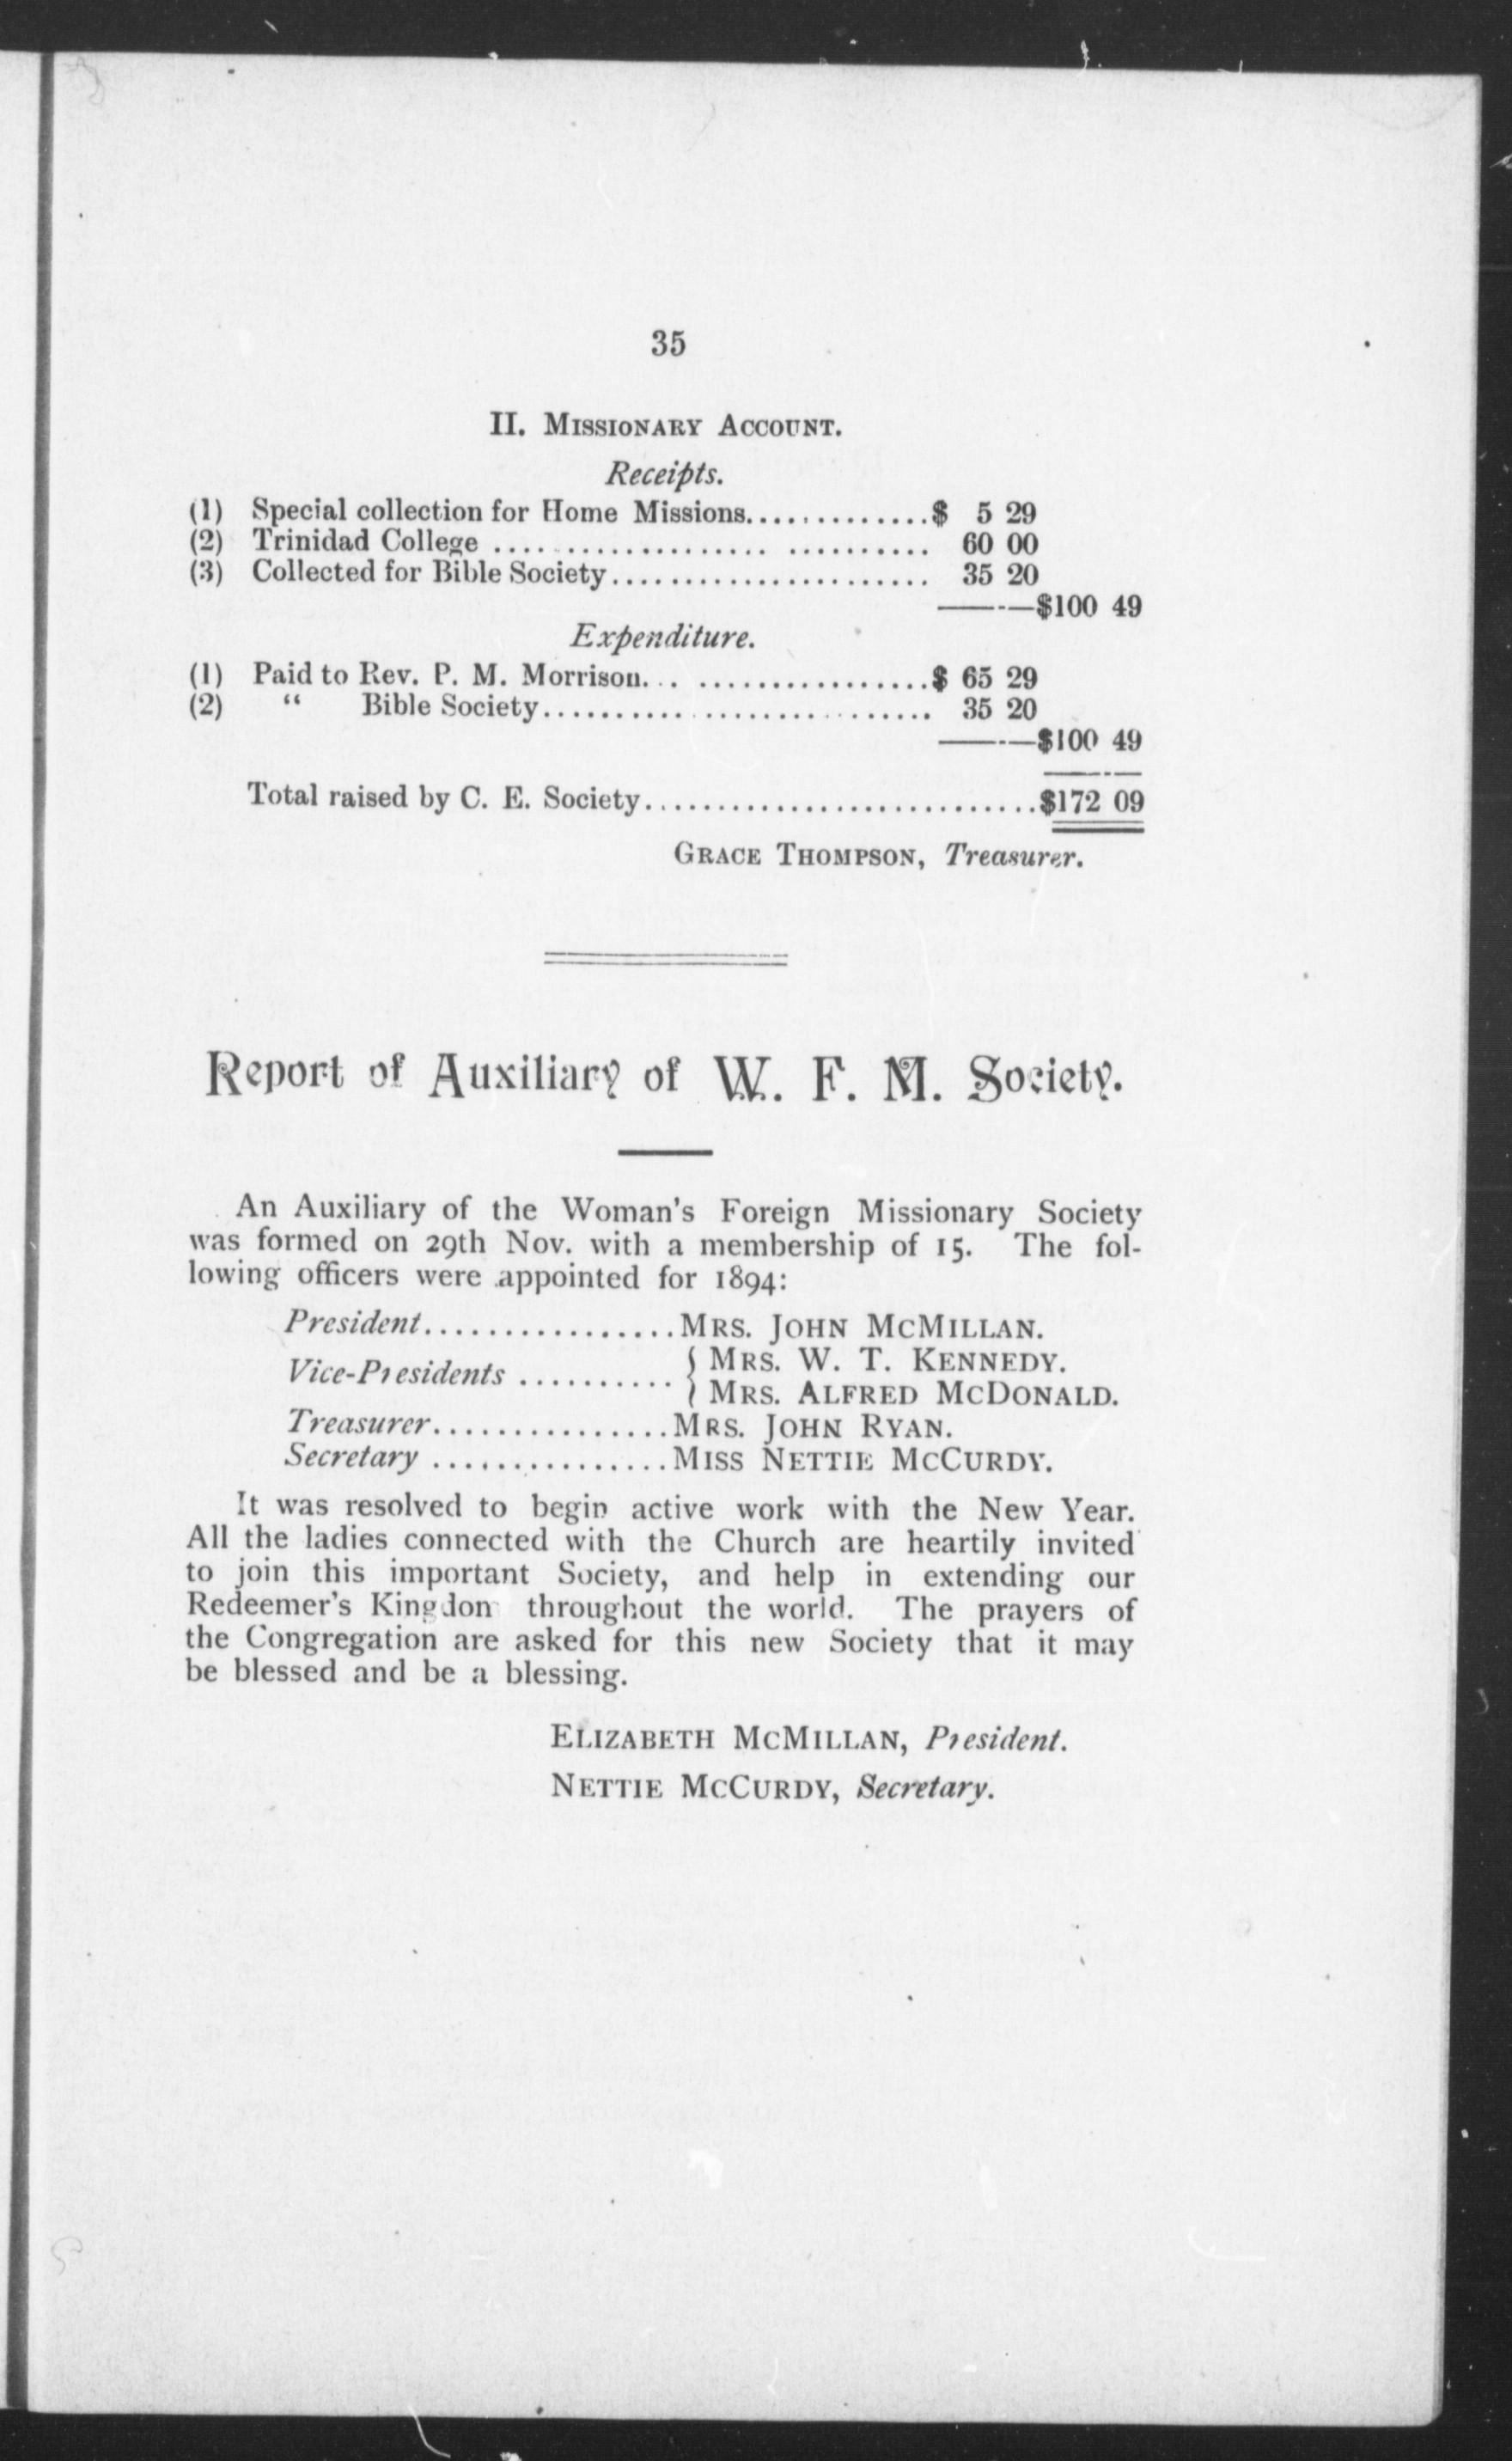 35
II. MISSIONARY ACCOUNT.
Receipts.
(1) Special collection for Home Missions..............$ 5 29
(2) Trinidad College ............................. 60 00
(3) Collected for Bible Society...................... 35 20
———$100 49
Expenditure.
(1) Paid to Rev. P. M. Morrison... ................$ 65 29
(2) “ Bible Society........................... 35 20
———$100 49
Total raised by C. E. Society...........................$172 09
GRACE THOMPSON, Treasurer.
Report of Auxiliary of W. F. M. Society.
An Auxiliary of the Woman's Foreign Missionary Society
was formed on 29th Nov. with a membership of 15. The fol-
lowing officers were appointed for 1894:
President................MRS. JOHN MCMILLAN.
Vice-Presidents .......... { MRS. W. T. KENNEDY.
MRS. ALFRED MCDONALD.
Treasurer...............MRS. JOHN RYAN.
Secretary ...............MISS NETTIE MCCURDY.
It was resolved to begin active work with the New Year.
All the ladies connected with the Church are heartily invited
to join this important Society, and help in extending our
Redeemer's Kingdom throughout the world. The prayers of
the Congregation are asked for this new Society that it may
be blessed and be a blessing.
ELIZABETH MCMILLAN, President.
NETTIE MCCURDY, Secretary.